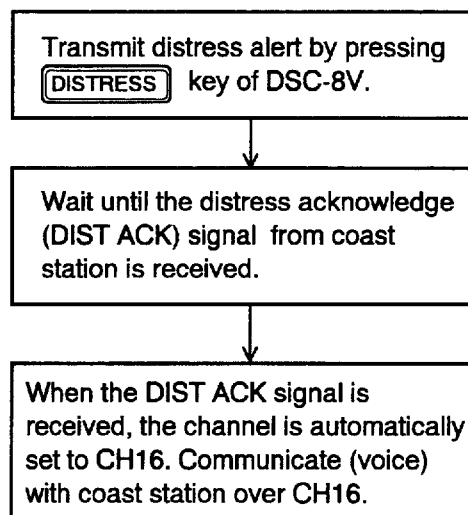 Transmit distress alert by pressing
DISTRESS key of DSC-8V.
Wait until the distress acknowledge
(DIST ACK) signal from coast
station is received.
When the DIST ACK signal is
received, the channel is automatically
set to CH16. Communicate (voice)
with coast station over CH16.